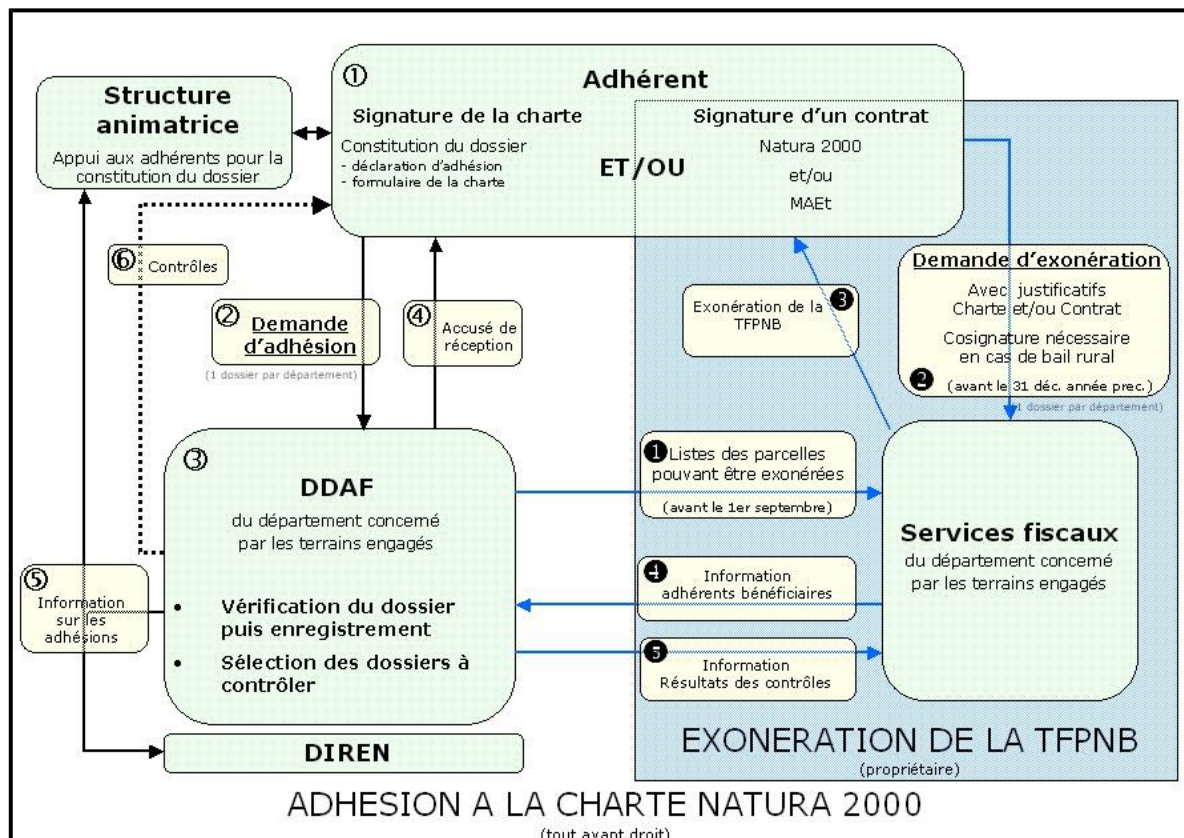 ①
Adhérent
Structure
animatrice
Appui aux adhérents pour la
constitution du dossier
Signature de la charte
Constitution du dossier
- déclaration d'adhésion
- formulaire de la charte
ET/OU
Signature d'un contrat
Natura 2000
et/ou
MAEt
⑥
Contrôles
②
Demande
d'adhésion
(1 dossier par département)
④
Accusé de
réception
Exonération de la
TFPNB
❸
Demande d'exonération
Avec justificatifs
Charte et/ou Contrat
Cosignature nécessaire
en cas de bail rural
❷
(avant le 31 déc. année prec.)
(1 dossier par département)
③
DDAF
du département concerné
par les terrains engagés
• Vérification du dossier
puis enregistrement
• Sélection des dossiers à
contrôler
❶
Listes des parcelles
pouvant être exonérées
(avant le 1er septembre)
❹
Information
adhérents bénéficiaires
❺
Information
Résultats des contrôles
Services fiscaux
du département concerné
par les terrains engagés
⑤
Information
sur les
adhésions
DIREN
EXONERATION DE LA TFPNB
(propriétaire)
ADHESION A LA CHARTE NATURA 2000
(tout ayant droit)